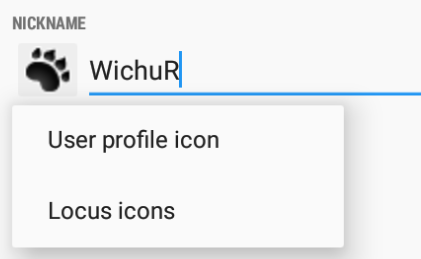 NICKNAME
WichuR
User profile icon
Locus icons